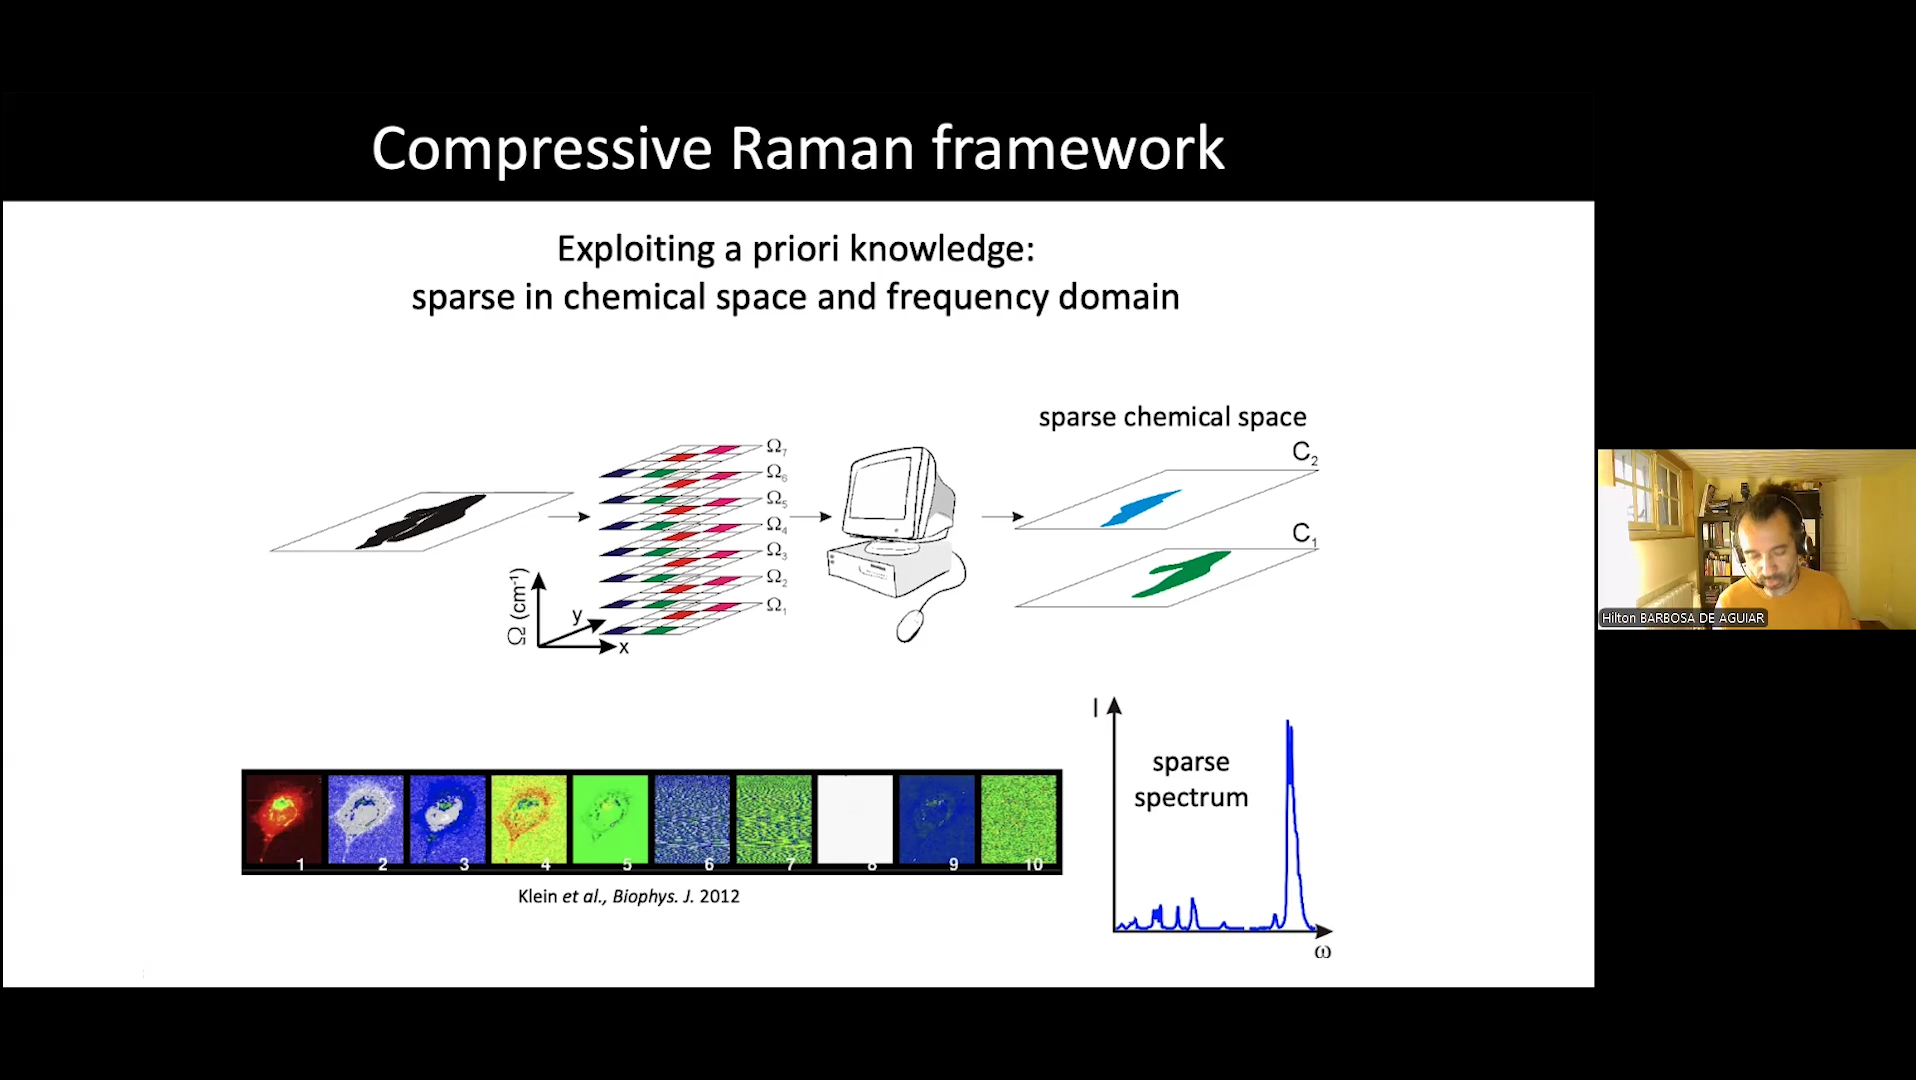 Compressive Raman framework
Exploiting a priori knowledge:
sparse in chemical space and frequency domain
sparse chemical space
C2
C1
Ω7
Ω6
Ω5
Ω4
Ω3
Ω2
Ω1
Ω (cm-1)
y
x
Hilton BARBOSA DE AGUIAR
I
sparse
spectrum
ω
1 2 3 4 5 6 7 8 9 10
Klein et al., Biophys. J. 2012